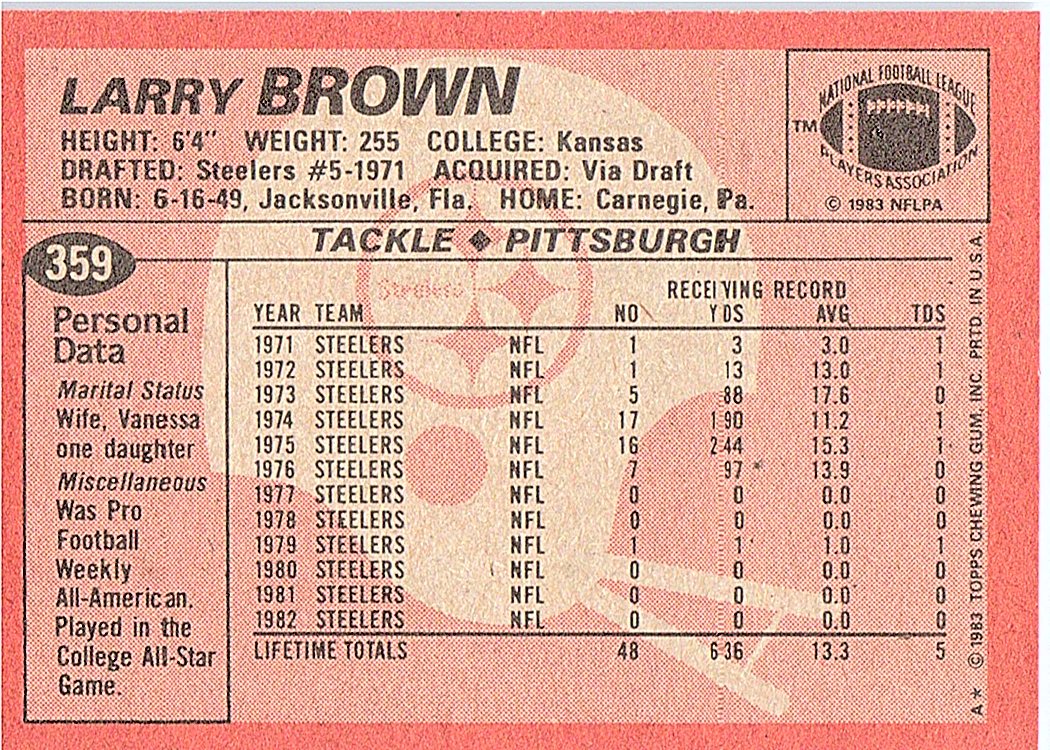 LARRY BROWN
HEIGHT: 6'4" WEIGHT: 255 COLLEGE: Kansas
DRAFTED: Steelers #5-1971 ACQUIRED: Via Draft
BORN: 6-16-49, Jacksonville, Fla. HOME: Carnegie, Pa.
NATIONAL FOOTBALL LEAGUE
TM
PLAYERS ASSOCIATION
© 1983 NFLPA
TACKLE ◆ PITTSBURGH
359
Steelers
Personal
Data
Marital Status
Wife, Vanessa
one daughter
Miscellaneous
Was Pro
Football
Weekly
All-American.
Played in the
College All-Star
Game.
RECEIVING RECORD
YEAR TEAM NO YDS AVG TDS
1971 STEELERS NFL 1 3 3.0 1
1972 STEELERS NFL 1 13 13.0 1
1973 STEELERS NFL 5 88 17.6 0
1974 STEELERS NFL 17 190 11.2 1
1975 STEELERS NFL 16 244 15.3 1
1976 STEELERS NFL 7 97 13.9 0
1977 STEELERS NFL 0 0 0.0 0
1978 STEELERS NFL 0 0 0.0 0
1979 STEELERS NFL 1 1 1.0 1
1980 STEELERS NFL 0 0 0.0 0
1981 STEELERS NFL 0 0 0.0 0
1982 STEELERS NFL 0 0 0.0 0
LIFETIME TOTALS 48 636 13.3 5
A* © 1983 TOPPS CHEWING GUM, INC. PRTD. IN U.S.A.